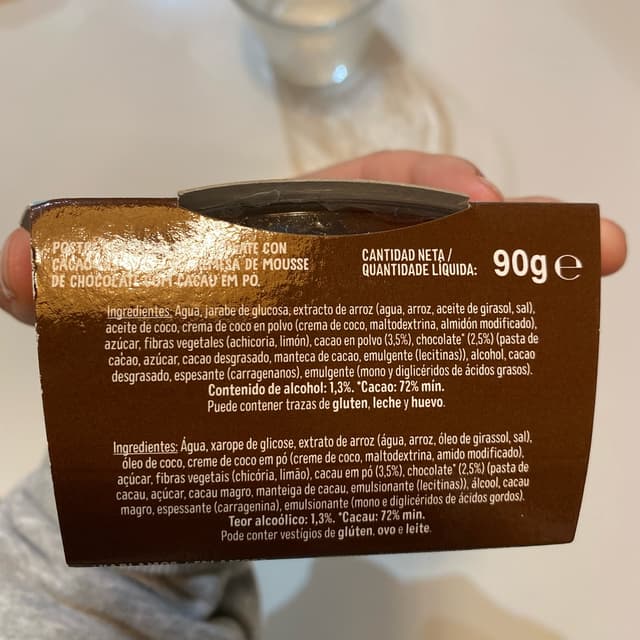 DE MOUSSE
DE CHOCOLATE COM CACAU EM PÓ.
CANTIDAD NETA /
QUANTIDADE LÍQUIDA: 90g e
Ingredientes: Agua, jarabe de glucosa, extracto de arroz (agua, arroz, aceite de girasol, sal),
aceite de coco, crema de coco en polvo (crema de coco, maltodextrina, almidón modificado),
azúcar, fibras vegetales (achicoria, limón), cacao en polvo (3,5%), chocolate* (2,5%) (pasta de
cacao, azúcar, cacao desgrasado, manteca de cacao, emulgente (lecitinas)), alcohol, cacao
desgrasado, espesante (carragenanos), emulgente (mono y diglicéridos de ácidos grasos).
Contenido de alcohol: 1,3%. *Cacao: 72% mín.
Puede contener trazas de gluten, leche y huevo.
Ingredientes: Água, xarope de glicose, extrato de arroz (água, arroz, óleo de girassol, sal),
óleo de coco, creme de coco em pó (creme de coco, maltodextrina, amido modificado),
açúcar, fibras vegetais (chicória, limão), cacau em pó (3,5%), chocolate* (2,5%) (pasta de
cacau, açúcar, cacau magro, manteiga de cacau, emulsionante (lecitinas)), álcool, cacau
magro, espessante (carragenina), emulsionante (mono e diglicéridos de ácidos gordos).
Teor alcoólico: 1,3%. *Cacau: 72% mín.
Pode conter vestígios de glúten, ovo e leite.